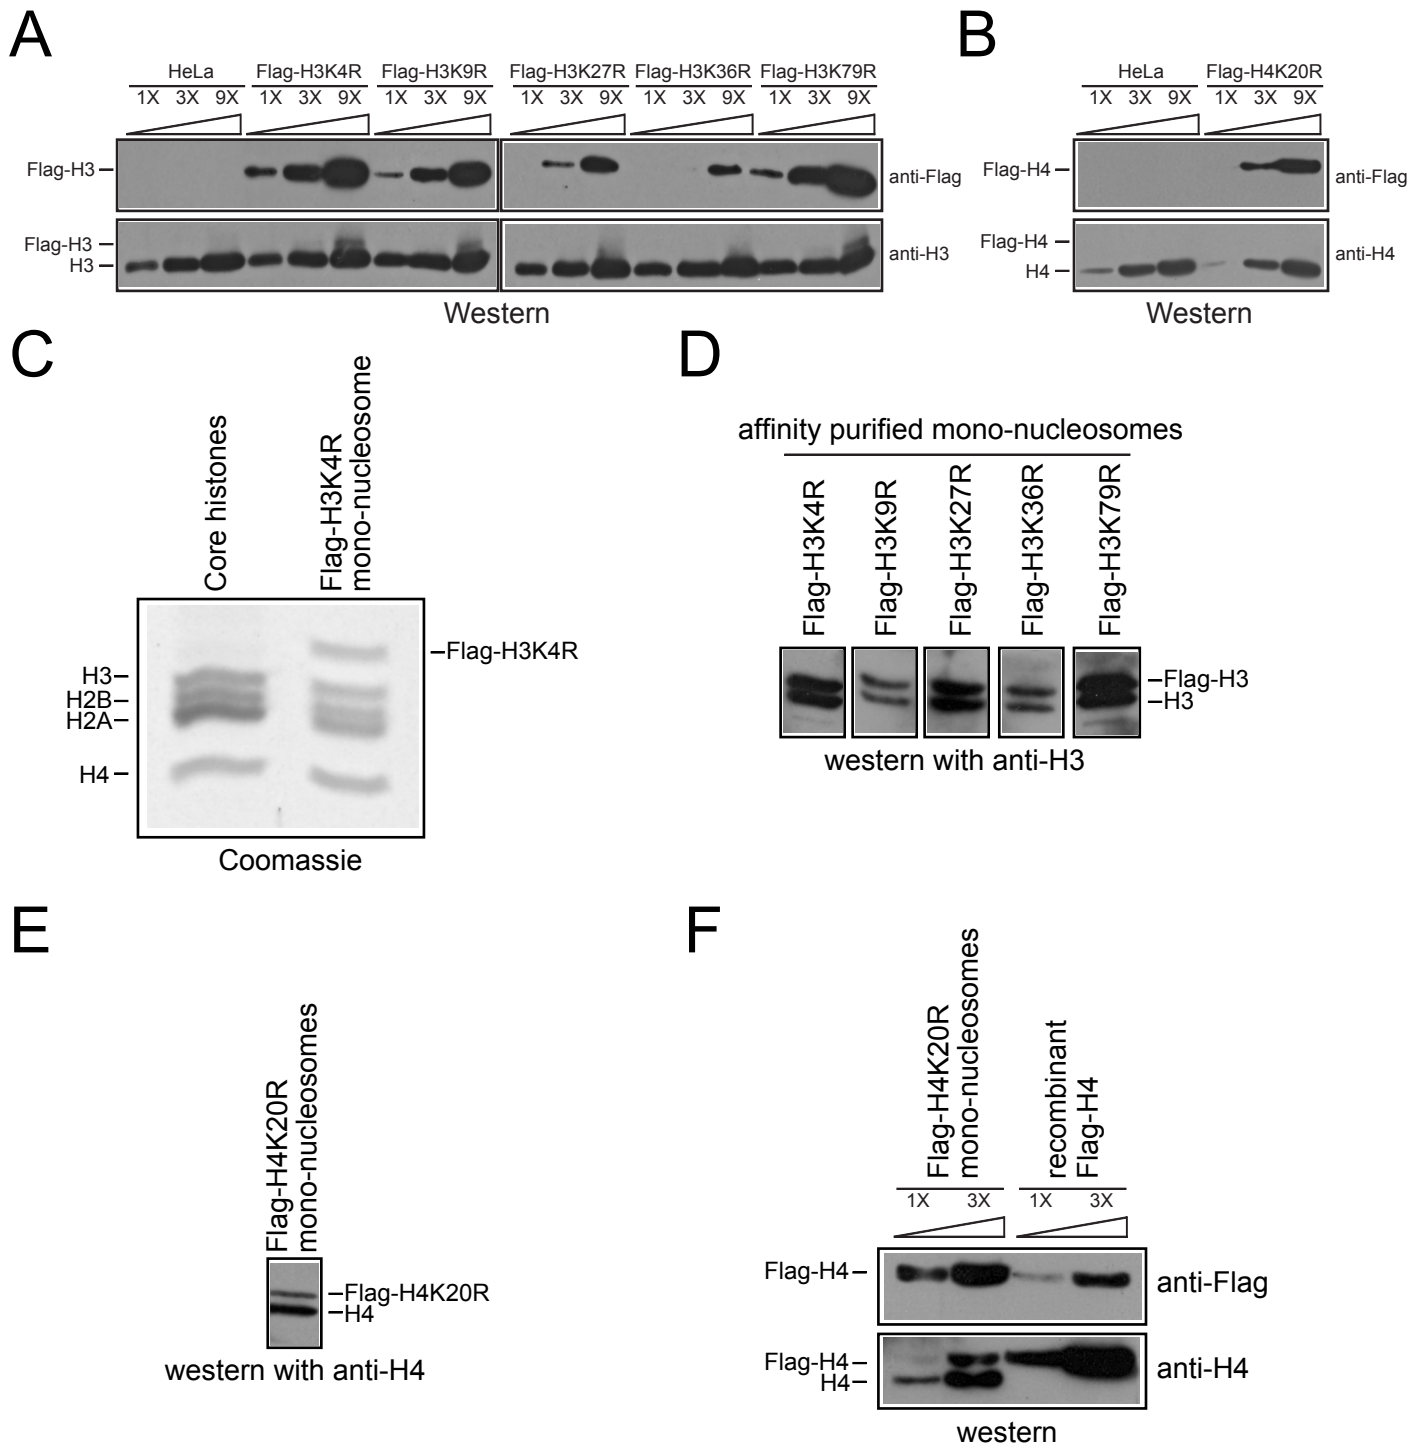 A
HeLa Flag-H3K4R Flag-H3K9R Flag-H3K27R Flag-H3K36R Flag-H3K79R
1X 3X 9X 1X 3X 9X 1X 3X 9X 1X 3X 9X 1X 3X 9X 1X 3X 9X
Flag-H3
anti-Flag
Flag-H3
H3
anti-H3
Western
B
HeLa Flag-H4K20R
1X 3X 9X 1X 3X 9X
Flag-H4
anti-Flag
Flag-H4
H4
anti-H4
Western
C
Core histones
Flag-H3K4R
mono-nucleosome
Flag-H3K4R
H3
H2B
H2A
H4
Coomassie
D
affinity purified mono-nucleosomes
Flag-H3K4R
Flag-H3K9R
Flag-H3K27R
Flag-H3K36R
Flag-H3K79R
Flag-H3
H3
western with anti-H3
E
Flag-H4K20R
mono-nucleosomes
Flag-H4K20R
H4
western with anti-H4
F
Flag-H4K20R
mono-nucleosomes
recombinant
Flag-H4
1X 3X 1X 3X
Flag-H4
anti-Flag
Flag-H4
H4
anti-H4
western